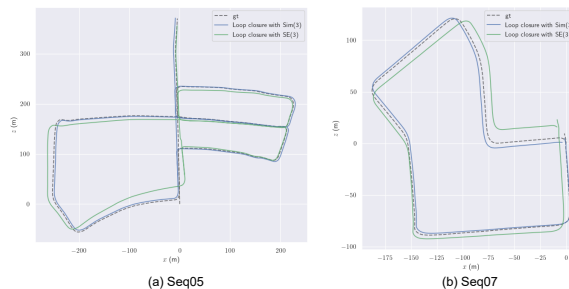 gt
Loop closure with Sim(3)
Loop closure with SE(3)
300
200
100
0
z (m)
−200
−100
0
100
200
x (m)
(a) Seq05
gt
Loop closure with Sim(3
Loop closure with SE(3)
100
50
0
−50
−100
z (m)
−175
−150
−125
−100
−75
−50
−25
0
x (m)
(b) Seq07